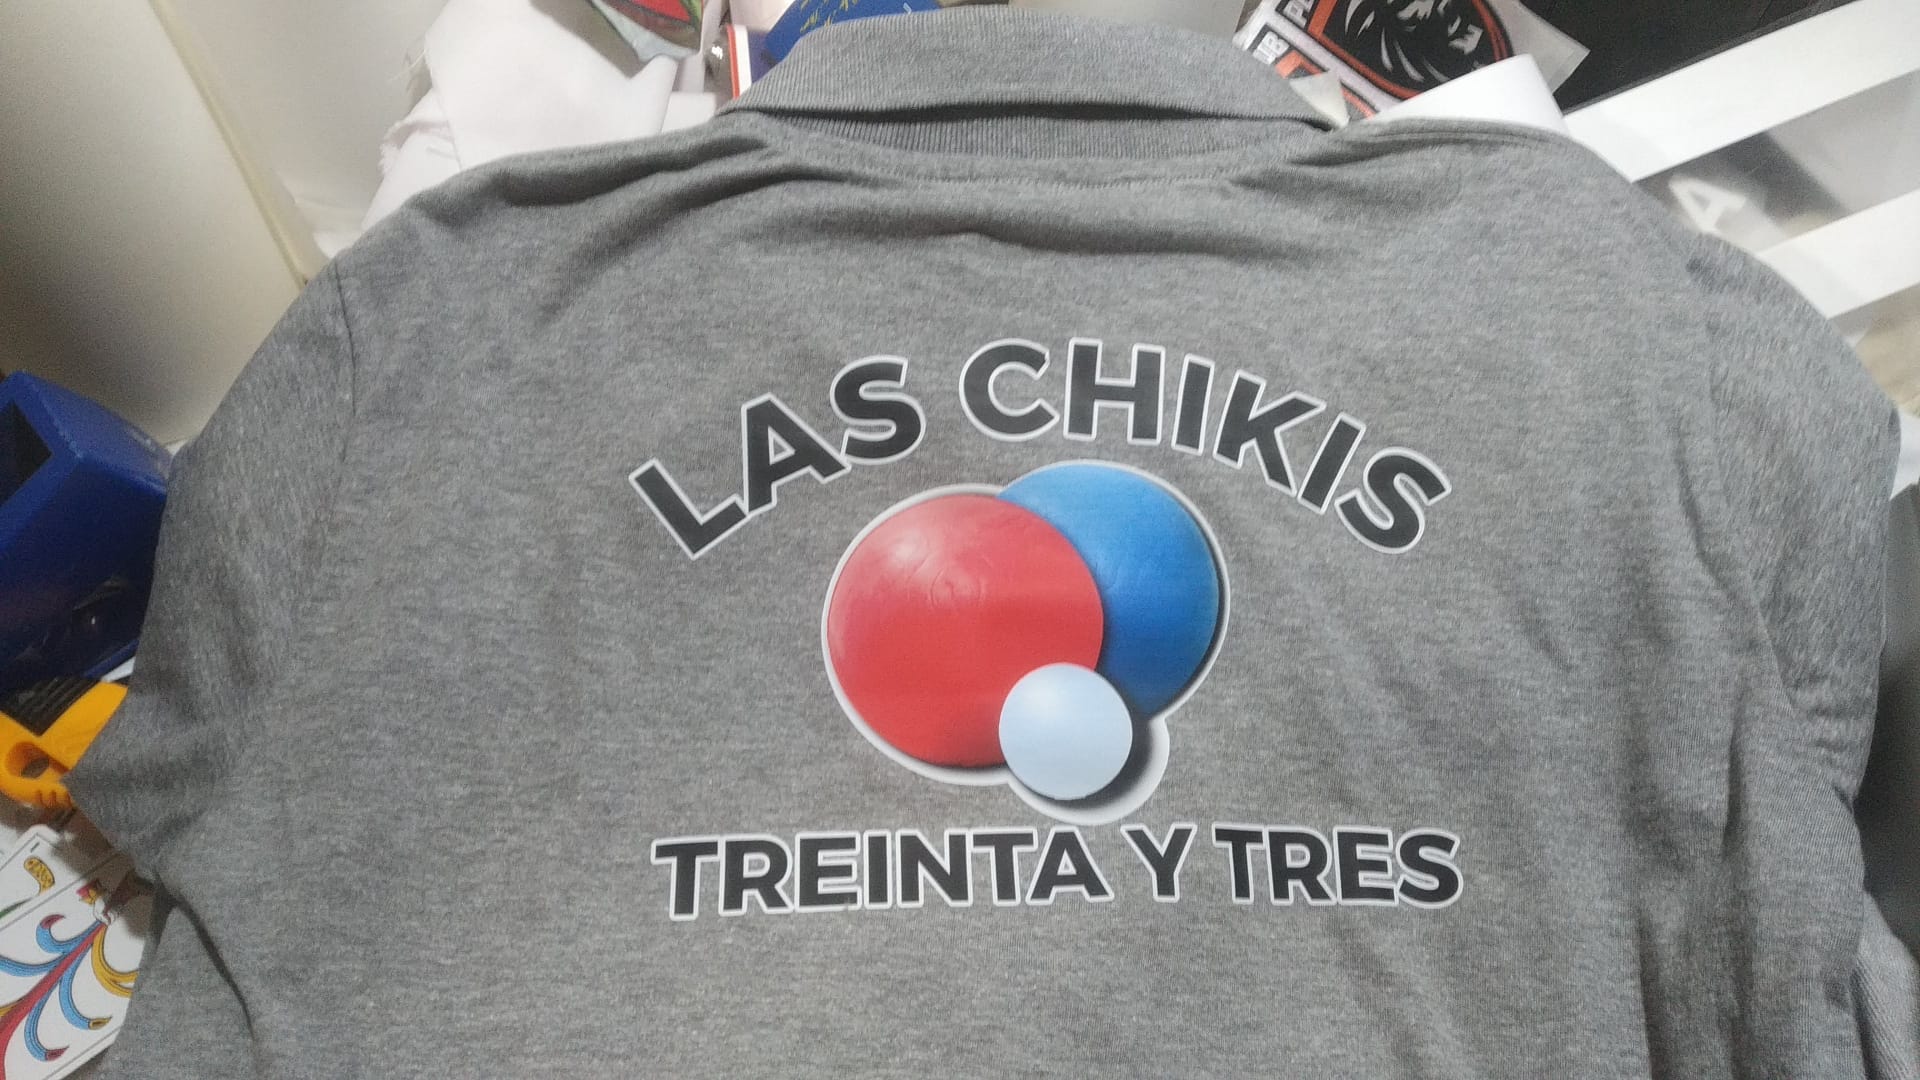 LAS CHIKIS
TREINTA Y TRES
A